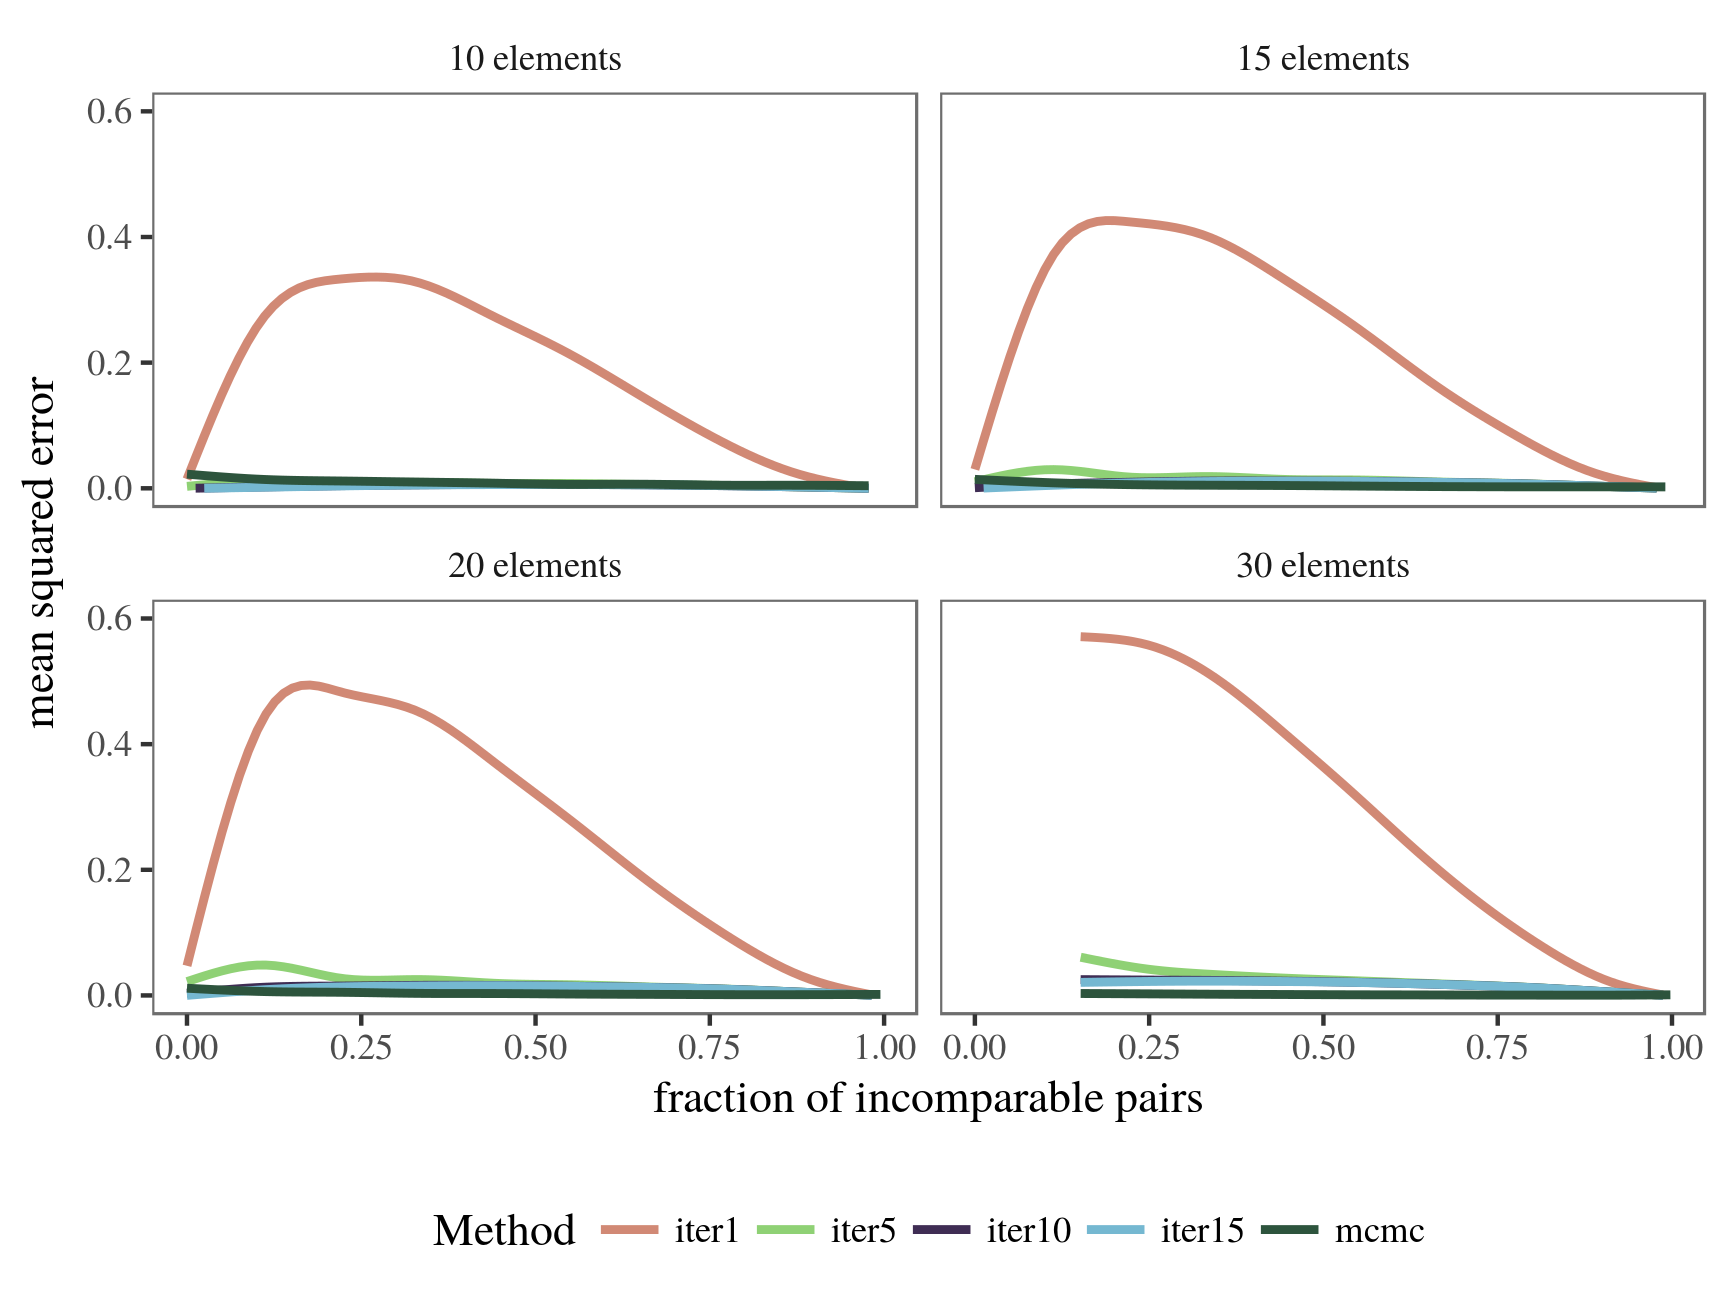 10 elements
15 elements
0.6
0.4
0.2
0.0
mean squared error
20 elements
30 elements
0.6
0.4
0.2
0.0
0.00 0.25 0.50 0.75 1.00
0.00 0.25 0.50 0.75 1.00
fraction of incomparable pairs
Method iter1 iter5 iter10 iter15 mcmc